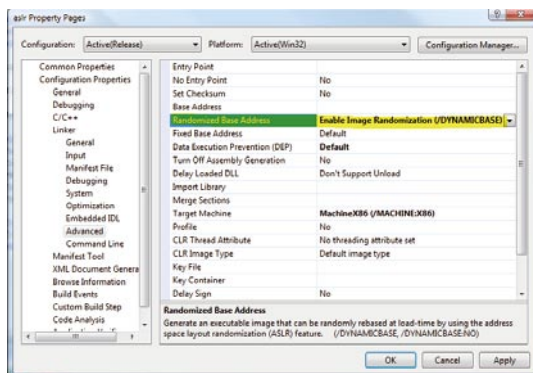 aslr Property Pages
Configuration: Active(Release) Platform: Active(Win32) Configuration Manager...
Common Properties
Configuration Properties
General
Debugging
C/C++
Linker
General
Input
Manifest File
Debugging
System
Optimization
Embedded IDL
Advanced
Command Line
Manifest Tool
XML Document Genera
Browse Information
Build Events
Custom Build Step
Code Analysis
Entry Point
No Entry Point No
Set Checksum No
Base Address
Randomized Base Address Enable Image Randomization (/DYNAMICBASE)
Fixed Base Address Default
Data Execution Prevention (DEP) Default
Turn Off Assembly Generation No
Delay Loaded DLL Don't Support Unload
Import Library
Merge Sections
Target Machine MachineX86 (/MACHINE:X86)
Profile No
CLR Thread Attribute No threading attribute set
CLR Image Type Default image type
Key File
Key Container
Delay Sign No
Randomized Base Address
Generate an executable image that can be randomly rebased at load-time by using the address
space layout randomization (ASLR) feature. (/DYNAMICBASE, /DYNAMICBASE:NO)
OK Cancel Apply